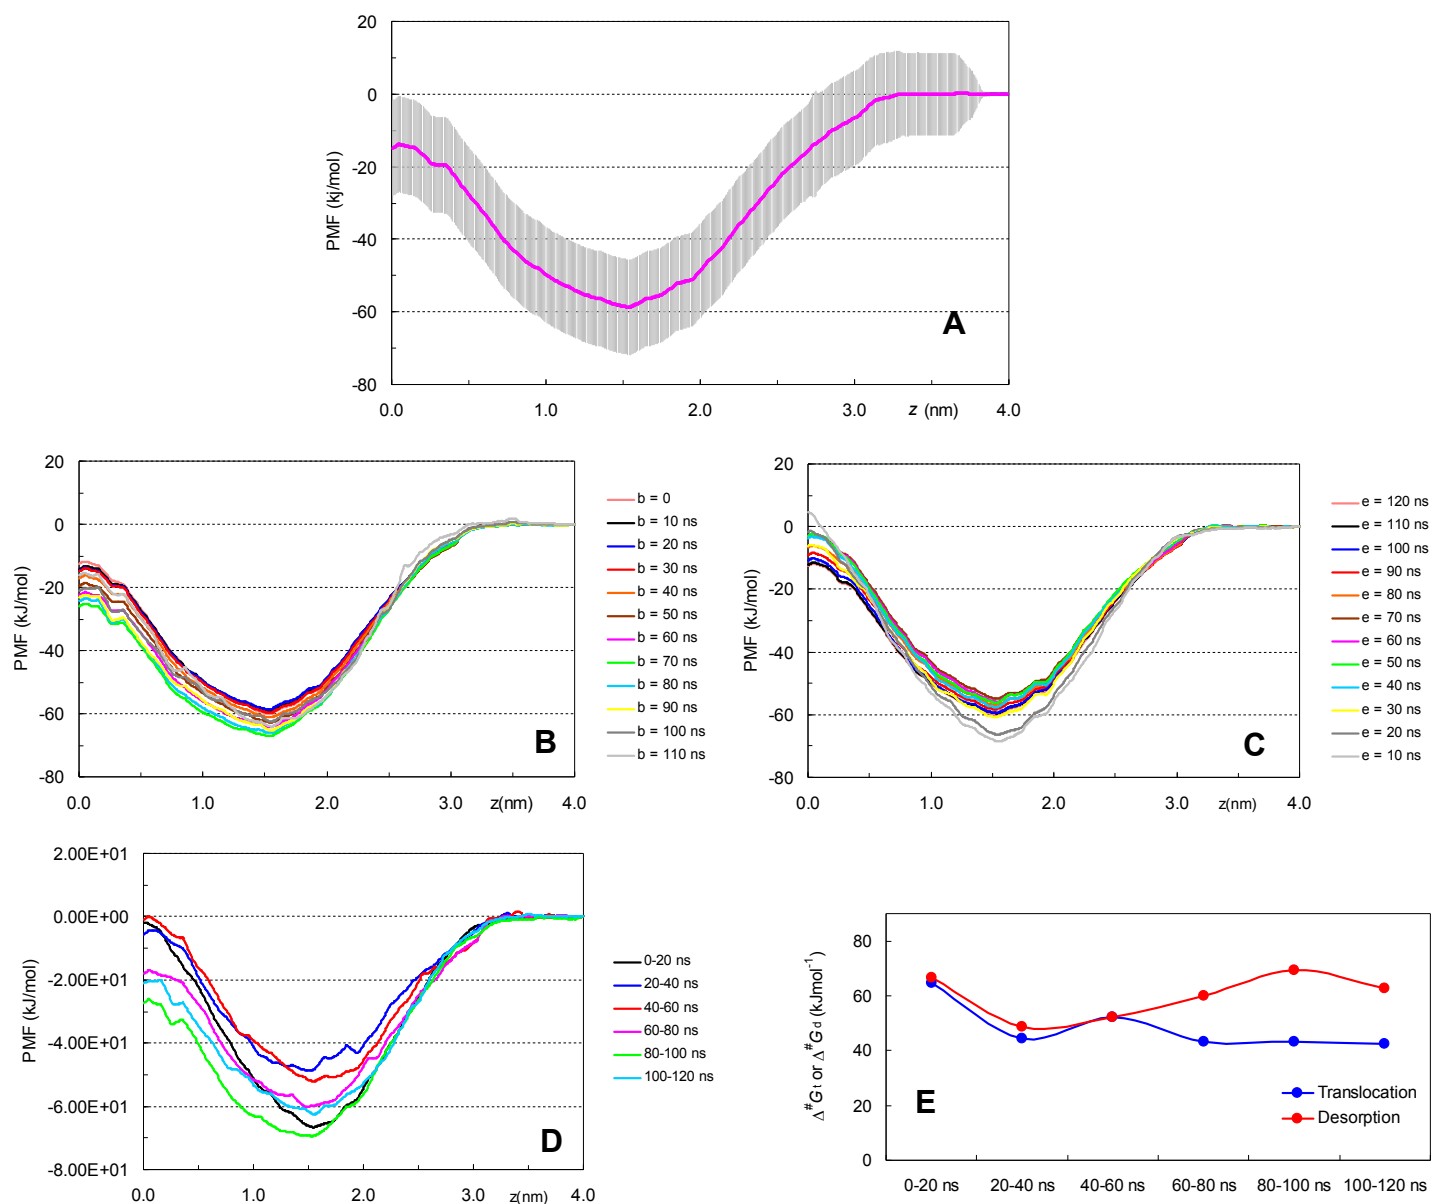 20
0
-20
-40
-60
-80
PMF (kj/mol)
A
0.0 1.0 2.0 3.0 z (nm) 4.0
20
0
-20
-40
-60
-80
PMF (kJ/mol)
B
0.0 1.0 2.0 3.0 z(nm) 4.0
b = 0
b = 10 ns
b = 20 ns
b = 30 ns
b = 40 ns
b = 50 ns
b = 60 ns
b = 70 ns
b = 80 ns
b = 90 ns
b = 100 ns
b = 110 ns
20
0
-20
-40
-60
-80
PMF (kJ/mol)
C
0.0 1.0 2.0 3.0 z(nm) 4.0
e = 120 ns
e = 110 ns
e = 100 ns
e = 90 ns
e = 80 ns
e = 70 ns
e = 60 ns
e = 50 ns
e = 40 ns
e = 30 ns
e = 20 ns
e = 10 ns
2.00E+01
0.00E+00
-2.00E+01
-4.00E+01
-6.00E+01
-8.00E+01
PMF (kJ/mol)
D
0.0 1.0 2.0 3.0 z(nm) 4.0
0-20 ns
20-40 ns
40-60 ns
60-80 ns
80-100 ns
100-120 ns
80
60
40
20
0
Δ#Gt or Δ#Gd (kJmol⁻¹)
E
Translocation
Desorption
0-20 ns 20-40 ns 40-60 ns 60-80 ns 80-100 ns 100-120 ns